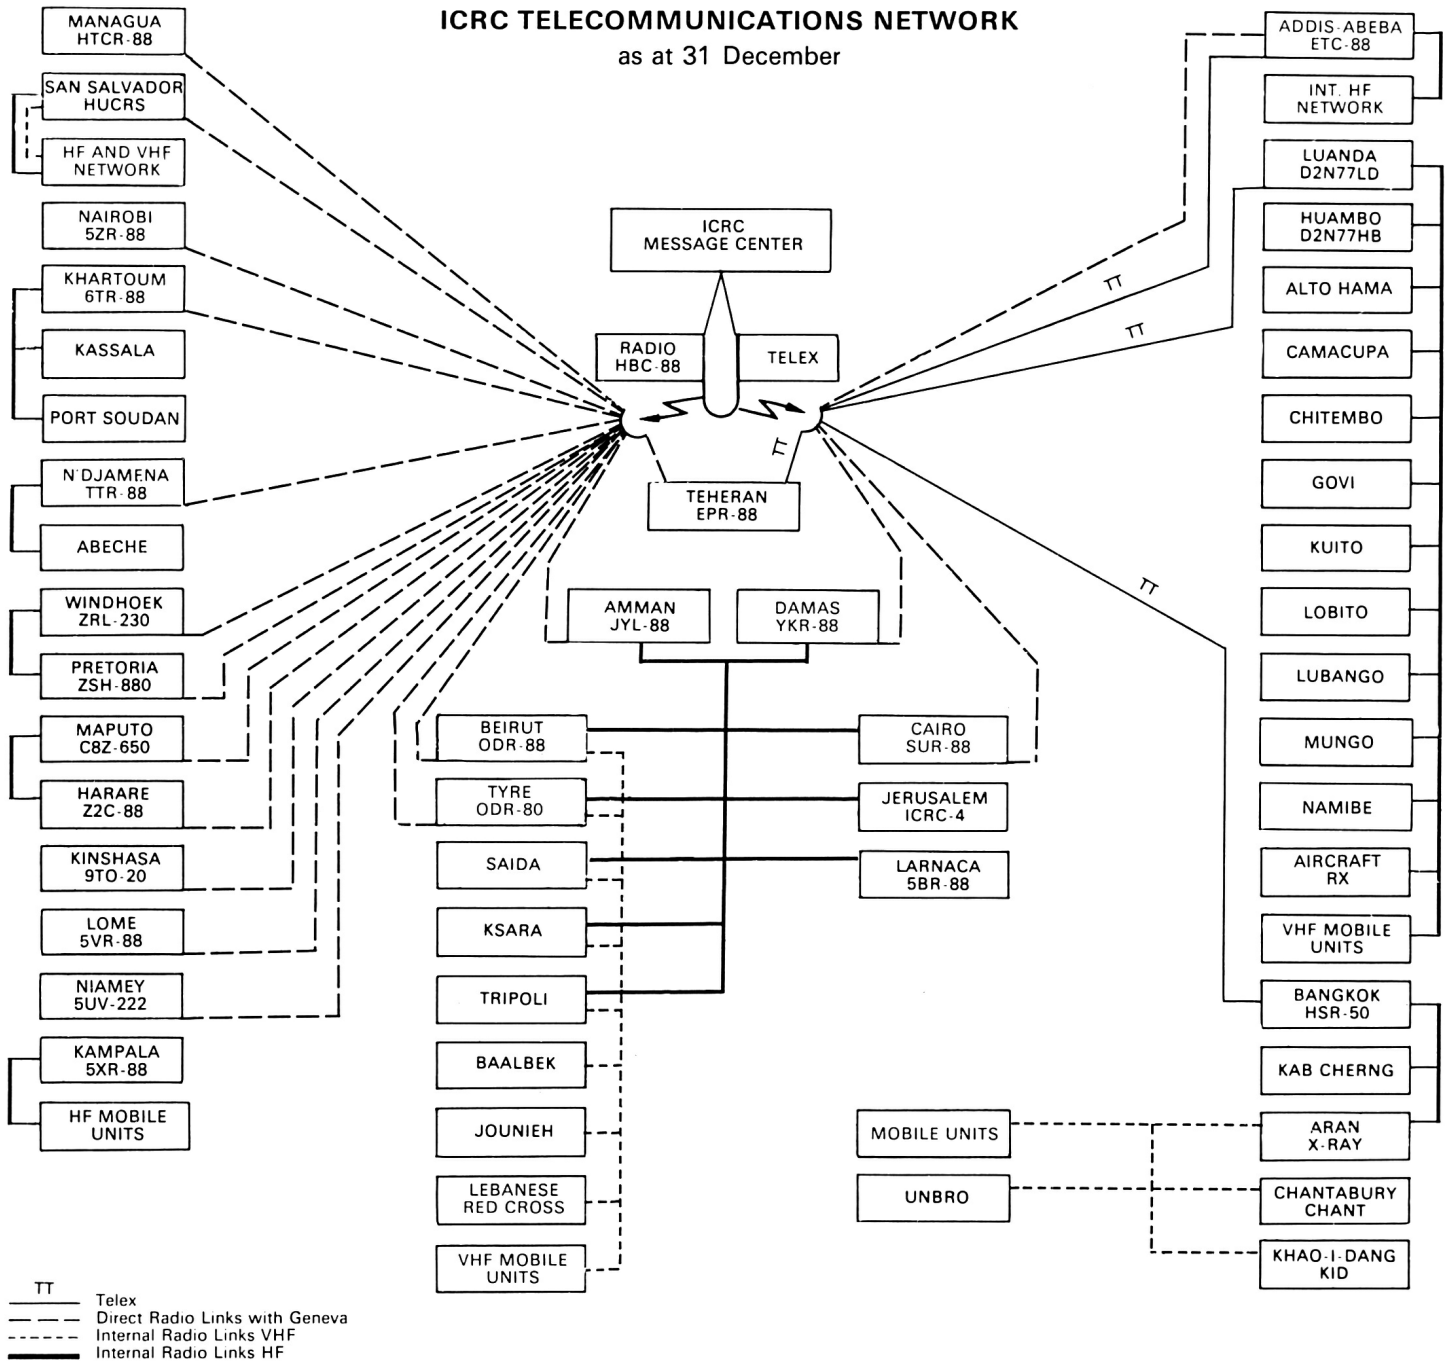 ICRC TELECOMMUNICATIONS NETWORK
as at 31 December
MANAGUA
HTCR-88
SAN SALVADOR
HUCRS
HF AND VHF
NETWORK
NAIROBI
5ZR-88
KHARTOUM
6TR-88
KASSALA
PORT SOUDAN
N'DJAMENA
TTR-88
ABECHE
WINDHOEK
ZRL-230
PRETORIA
ZSH-880
MAPUTO
C8Z-650
HARARE
Z2C-88
KINSHASA
9TO-20
LOME
5VR-88
NIAMEY
5UV-222
KAMPALA
5XR-88
HF MOBILE
UNITS
ICRC
MESSAGE CENTER
RADIO
HBC-88
TELEX
TT
TEHERAN
EPR-88
AMMAN
JYL-88
DAMAS
YKR-88
BEIRUT
ODR-88
TYRE
ODR-80
SAIDA
KSARA
TRIPOLI
BAALBEK
JOUNIEH
LEBANESE
RED CROSS
VHF MOBILE
UNITS
CAIRO
SUR-88
JERUSALEM
ICRC-4
LARNACA
5BR-88
MOBILE UNITS
UNBRO
TT
TT
TT
ADDIS-ABEBA
ETC-88
INT. HF
NETWORK
LUANDA
D2N77LD
HUAMBO
D2N77HB
ALTO HAMA
CAMACUPA
CHITEMBO
GOVI
KUITO
LOBITO
LUBANGO
MUNGO
NAMIBE
AIRCRAFT
RX
VHF MOBILE
UNITS
BANGKOK
HSR-50
KAB CHERNG
ARAN
X-RAY
CHANTABURY
CHANT
KHAO-I-DANG
KID
TT
Telex
Direct Radio Links with Geneva
Internal Radio Links VHF
Internal Radio Links HF